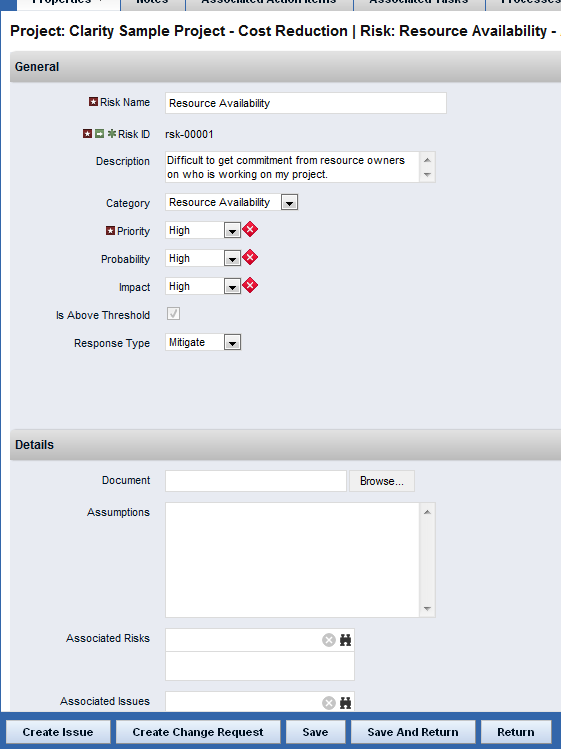 Properties
Notes
Associated Action Items
Associated Tasks
Processes
Project: Clarity Sample Project - Cost Reduction | Risk: Resource Availability -
General
Risk Name Resource Availability
Risk ID rsk-00001
Description Difficult to get commitment from resource owners
on who is working on my project.
Category Resource Availability
Priority High
Probability High
Impact High
Is Above Threshold
Response Type Mitigate
Details
Document Browse...
Assumptions
Associated Risks
Associated Issues
Create Issue Create Change Request Save Save And Return Return